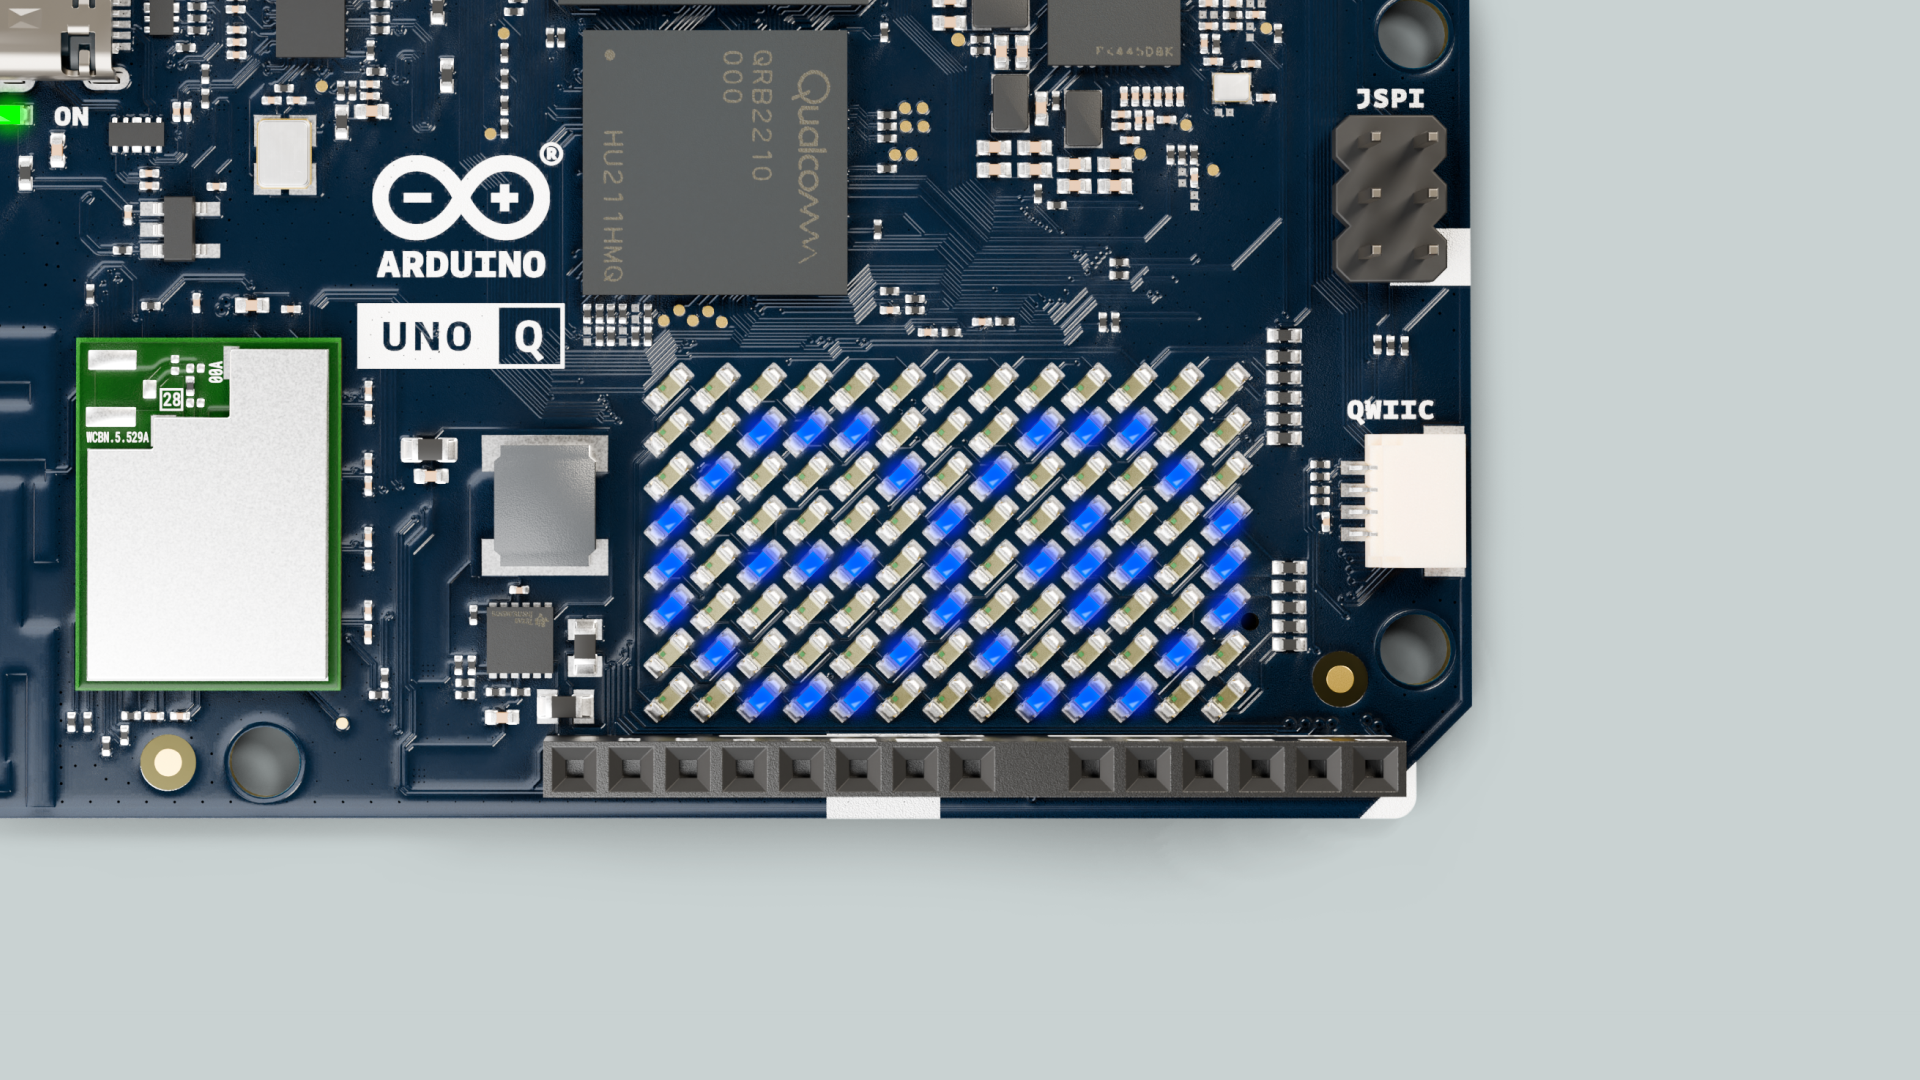 ON
JSPI
Qualcomm
QRB2210
000
HU211HMQ
®
ARDUINO
UNO Q
00A
28
WCBN.5.529A
QWIIC